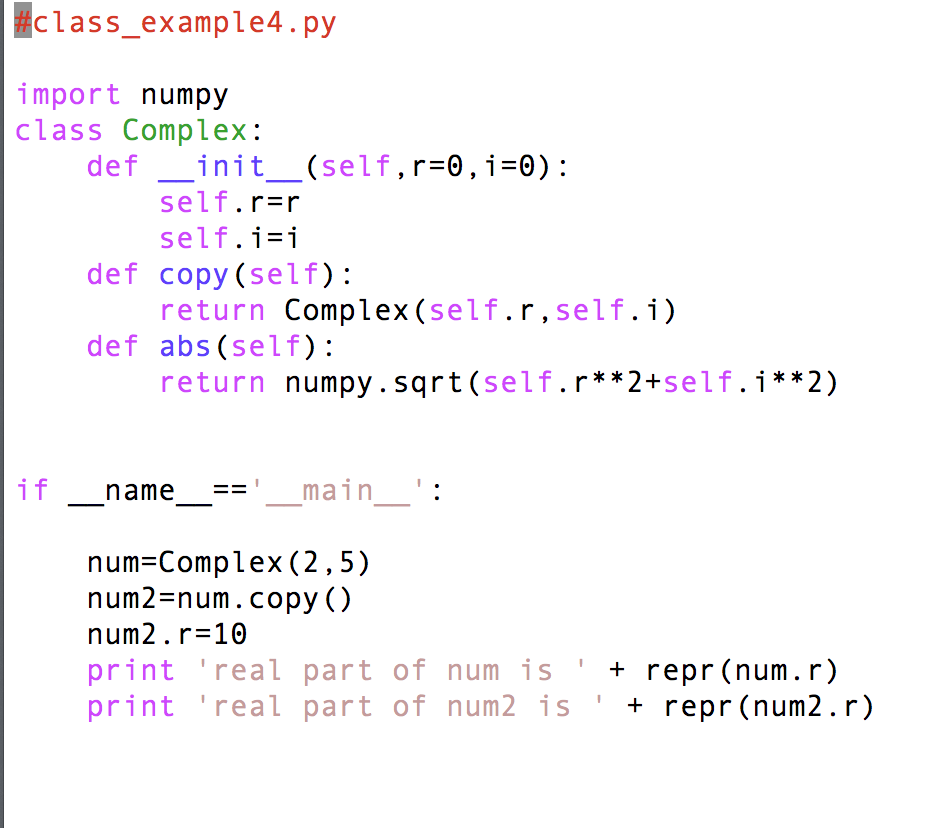 #class_example4.py
import numpy
class Complex:
    def __init__(self,r=0,i=0):
        self.r=r
        self.i=i
    def copy(self):
        return Complex(self.r,self.i)
    def abs(self):
        return numpy.sqrt(self.r**2+self.i**2)
if __name__=='__main__':
    num=Complex(2,5)
    num2=num.copy()
    num2.r=10
    print 'real part of num is ' + repr(num.r)
    print 'real part of num2 is ' + repr(num2.r)